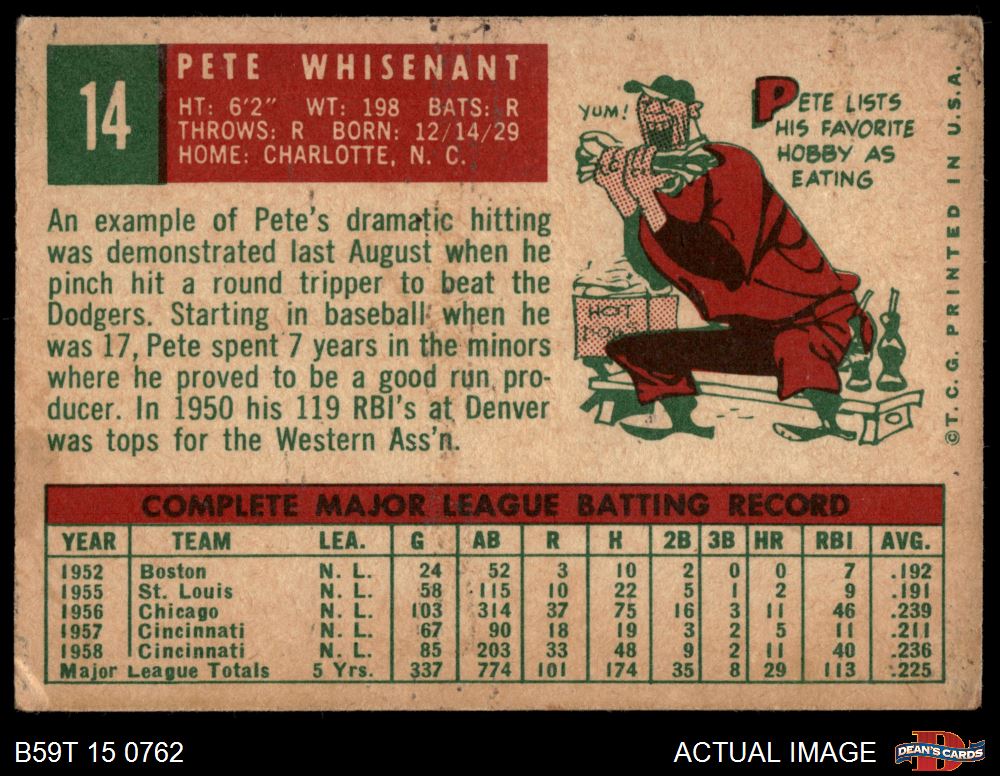 14
PETE WHISENANT
HT: 6'2" WT: 198 BATS: R
THROWS: R BORN: 12/14/29
HOME: CHARLOTTE, N. C.
YUM!
HOT
DOGS
PETE LISTS
HIS FAVORITE
HOBBY AS
EATING
An example of Pete's dramatic hitting
was demonstrated last August when he
pinch hit a round tripper to beat the
Dodgers. Starting in baseball when he
was 17, Pete spent 7 years in the minors
where he proved to be a good run pro-
ducer. In 1950 his 119 RBI's at Denver
was tops for the Western Ass'n.
©T.C.G. PRINTED IN U.S.A.
COMPLETE MAJOR LEAGUE BATTING RECORD
YEAR TEAM LEA. G AB R H 2B 3B HR RBI AVG.
1952 Boston N. L. 24 52 3 10 2 0 0 7 .192
1955 St. Louis N. L. 58 115 10 22 5 1 2 9 .191
1956 Chicago N. L. 103 314 37 75 16 3 11 46 .239
1957 Cincinnati N. L. 67 90 18 19 3 2 5 11 .211
1958 Cincinnati N. L. 85 203 33 48 9 2 11 40 .236
Major League Totals 5 Yrs. 337 774 101 174 35 8 29 113 .225
B59T 15 0762
ACTUAL IMAGE
DEAN'S CARDS